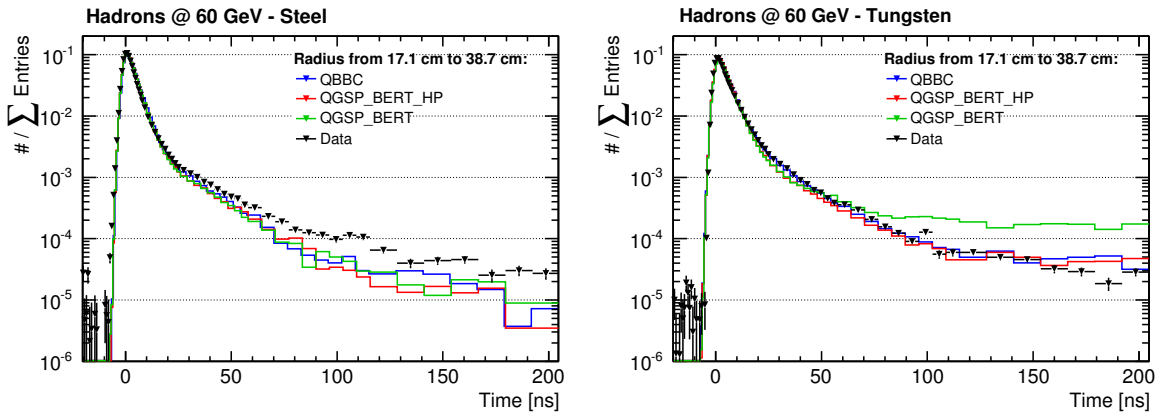 Hadrons @ 60 GeV - Steel
# / ∑ Entries
10⁻¹
10⁻²
10⁻³
10⁻⁴
10⁻⁵
10⁻⁶
Radius from 17.1 cm to 38.7 cm:
QBBC
QGSP_BERT_HP
QGSP_BERT
Data
0 50 100 150 200
Time [ns]
Hadrons @ 60 GeV - Tungsten
# / ∑ Entries
10⁻¹
10⁻²
10⁻³
10⁻⁴
10⁻⁵
10⁻⁶
Radius from 17.1 cm to 38.7 cm:
QBBC
QGSP_BERT_HP
QGSP_BERT
Data
0 50 100 150 200
Time [ns]